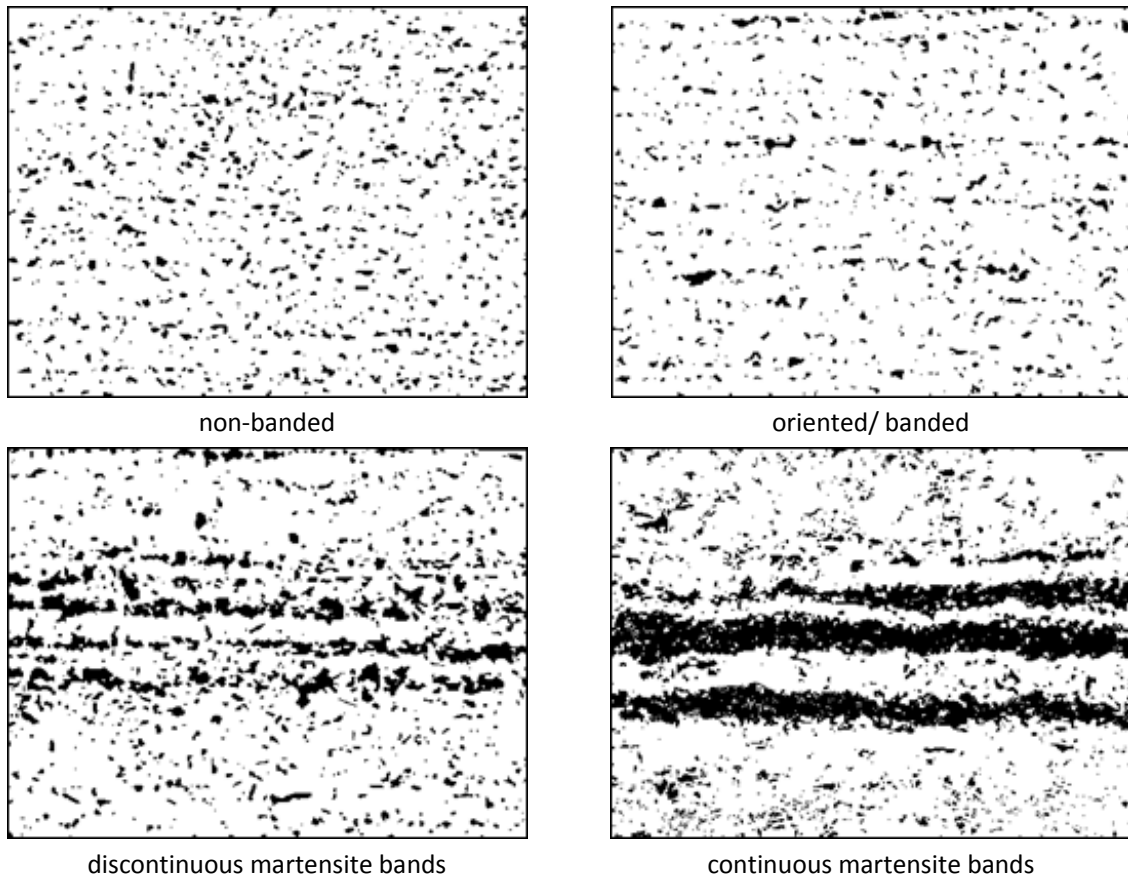 non-banded
oriented/ banded
discontinuous martensite bands
continuous martensite bands